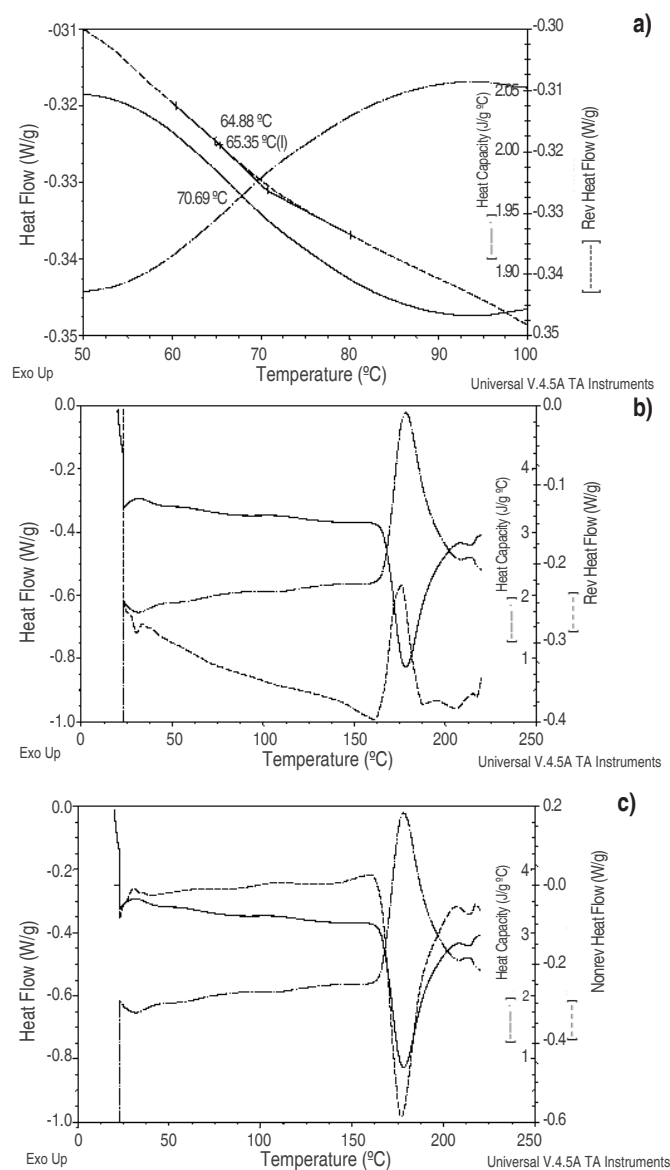 a)
-031
-0.32
-0.33
-0.34
-0.35
Heat Flow (W/g)
64.88 ºC
65.35 ºC(I)
70.69 ºC
2.05
2.00
1.95
1.90
Heat Capacity (J/g ºC)
-0.30
-0.31
-0.32
-0.33
-0.34
-0.35
Rev Heat Flow (W/g)
50
60
70
80
90
100
Exo Up
Temperature (ºC)
Universal V.4.5A TA Instruments
b)
0.0
-0.2
-0.4
-0.6
-0.8
-1.0
Heat Flow (W/g)
4
3
2
1
Heat Capacity (J/g ºC)
0.0
-0.1
-0.2
-0.3
-0.4
Rev Heat Flow (W/g)
0
50
100
150
200
250
Exo Up
Temperature (ºC)
Universal V.4.5A TA Instruments
c)
0.0
-0.2
-0.4
-0.6
-0.8
-1.0
Heat Flow (W/g)
4
3
2
1
Heat Capacity (J/g ºC)
0.2
-0.0
-0.2
-0.4
-0.6
Nonrev Heat Flow (W/g)
0
50
100
150
200
250
Exo Up
Temperature (ºC)
Universal V.4.5A TA Instruments